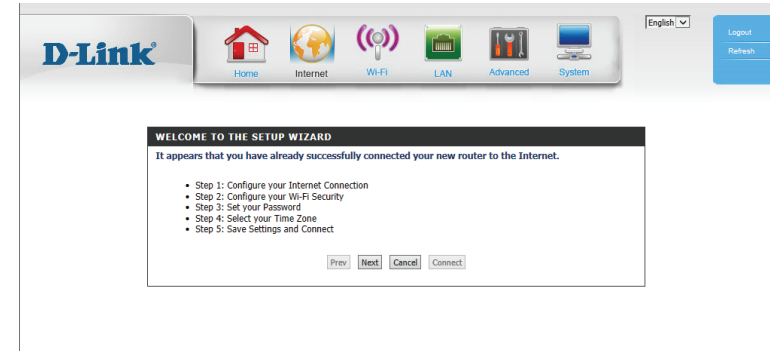 D-Link
Home
Internet
Wi-Fi
LAN
Advanced
System
English
Logout
Refresh
WELCOME TO THE SETUP WIZARD
It appears that you have already successfully connected your new router to the Internet.
• Step 1: Configure your Internet Connection
• Step 2: Configure your Wi-Fi Security
• Step 3: Set your Password
• Step 4: Select your Time Zone
• Step 5: Save Settings and Connect
Prev Next Cancel Connect